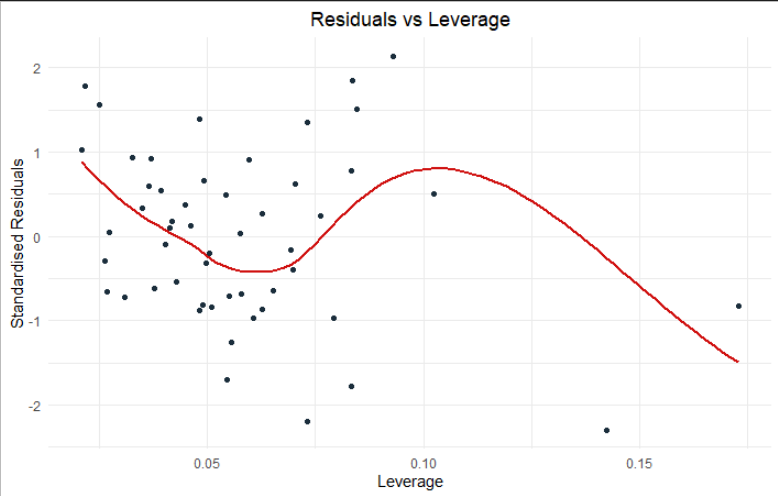 Residuals vs Leverage
Standardised Residuals
2
1
0
-1
-2
0.05
0.10
0.15
Leverage